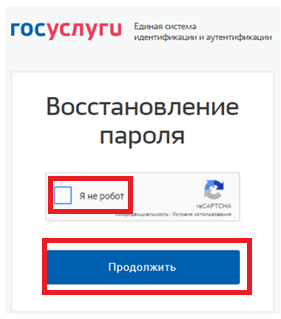 госуслуги
Единая система
идентификации и аутентификации
Восстановление
пароля
Я не робот
reCAPTCHA
Конфиденциальность - Условия использования
Продолжить